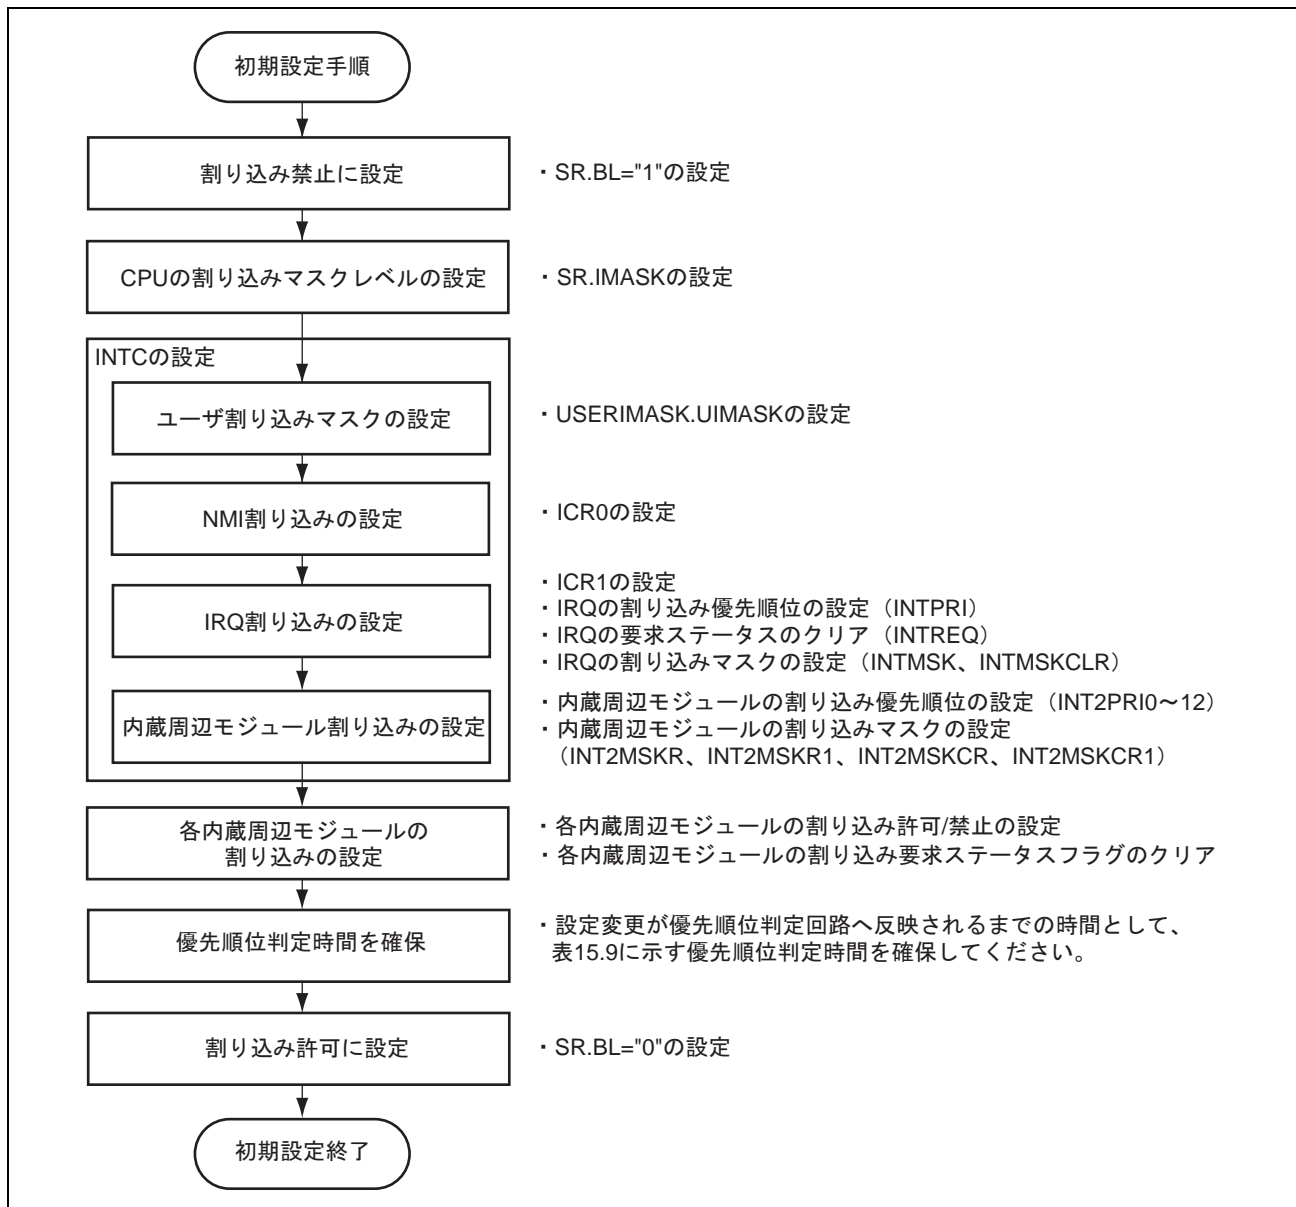 初期設定手順
割り込み禁止に設定
・SR.BL="1"の設定
CPUの割り込みマスクレベルの設定
・SR.IMASKの設定
INTCの設定
ユーザ割り込みマスクの設定
・USERIMASK.UIMASKの設定
NMI割り込みの設定
・ICR0の設定
IRQ割り込みの設定
・ICR1の設定
・IRQの割り込み優先順位の設定（INTPRI）
・IRQの要求ステータスのクリア（INTREQ）
・IRQの割り込みマスクの設定（INTMSK、INTMSKCLR）
内蔵周辺モジュール割り込みの設定
・内蔵周辺モジュールの割り込み優先順位の設定（INT2PRI0～12）
・内蔵周辺モジュールの割り込みマスクの設定
（INT2MSKR、INT2MSKR1、INT2MSKCR、INT2MSKCR1）
各内蔵周辺モジュールの
割り込みの設定
・各内蔵周辺モジュールの割り込み許可/禁止の設定
・各内蔵周辺モジュールの割り込み要求ステータスフラグのクリア
優先順位判定時間を確保
・設定変更が優先順位判定回路へ反映されるまでの時間として、
表15.9に示す優先順位判定時間を確保してください。
割り込み許可に設定
・SR.BL="0"の設定
初期設定終了